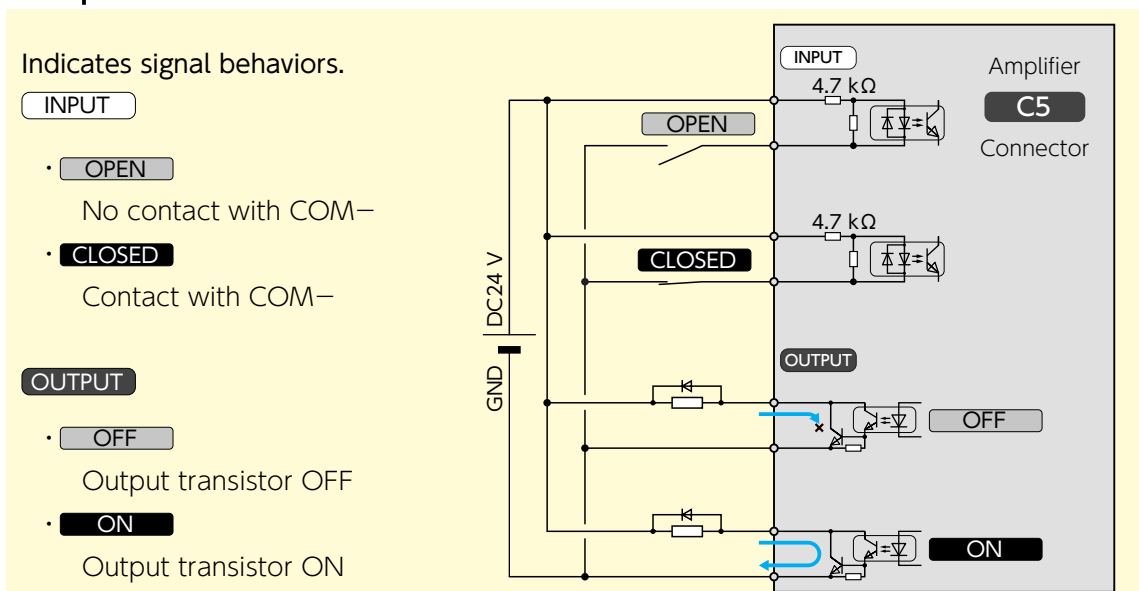 Indicates signal behaviors.
INPUT
・OPEN
No contact with COM−
・CLOSED
Contact with COM−
OUTPUT
・OFF
Output transistor OFF
・ON
Output transistor ON
DC24 V
GND
OPEN
CLOSED
INPUT
4.7 kΩ
Amplifier
C5
Connector
4.7 kΩ
OUTPUT
OFF
ON